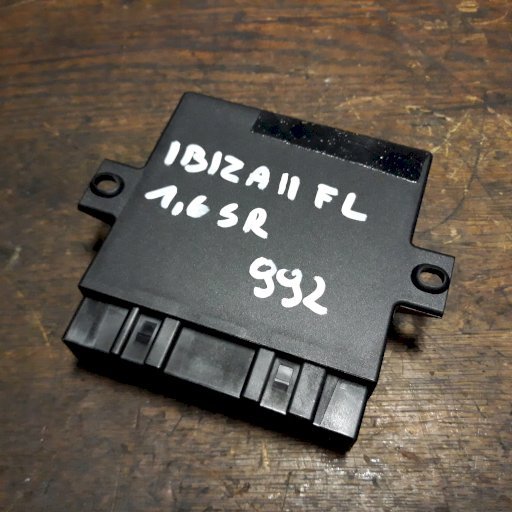 IBIZA II FL
1,6 SR
992